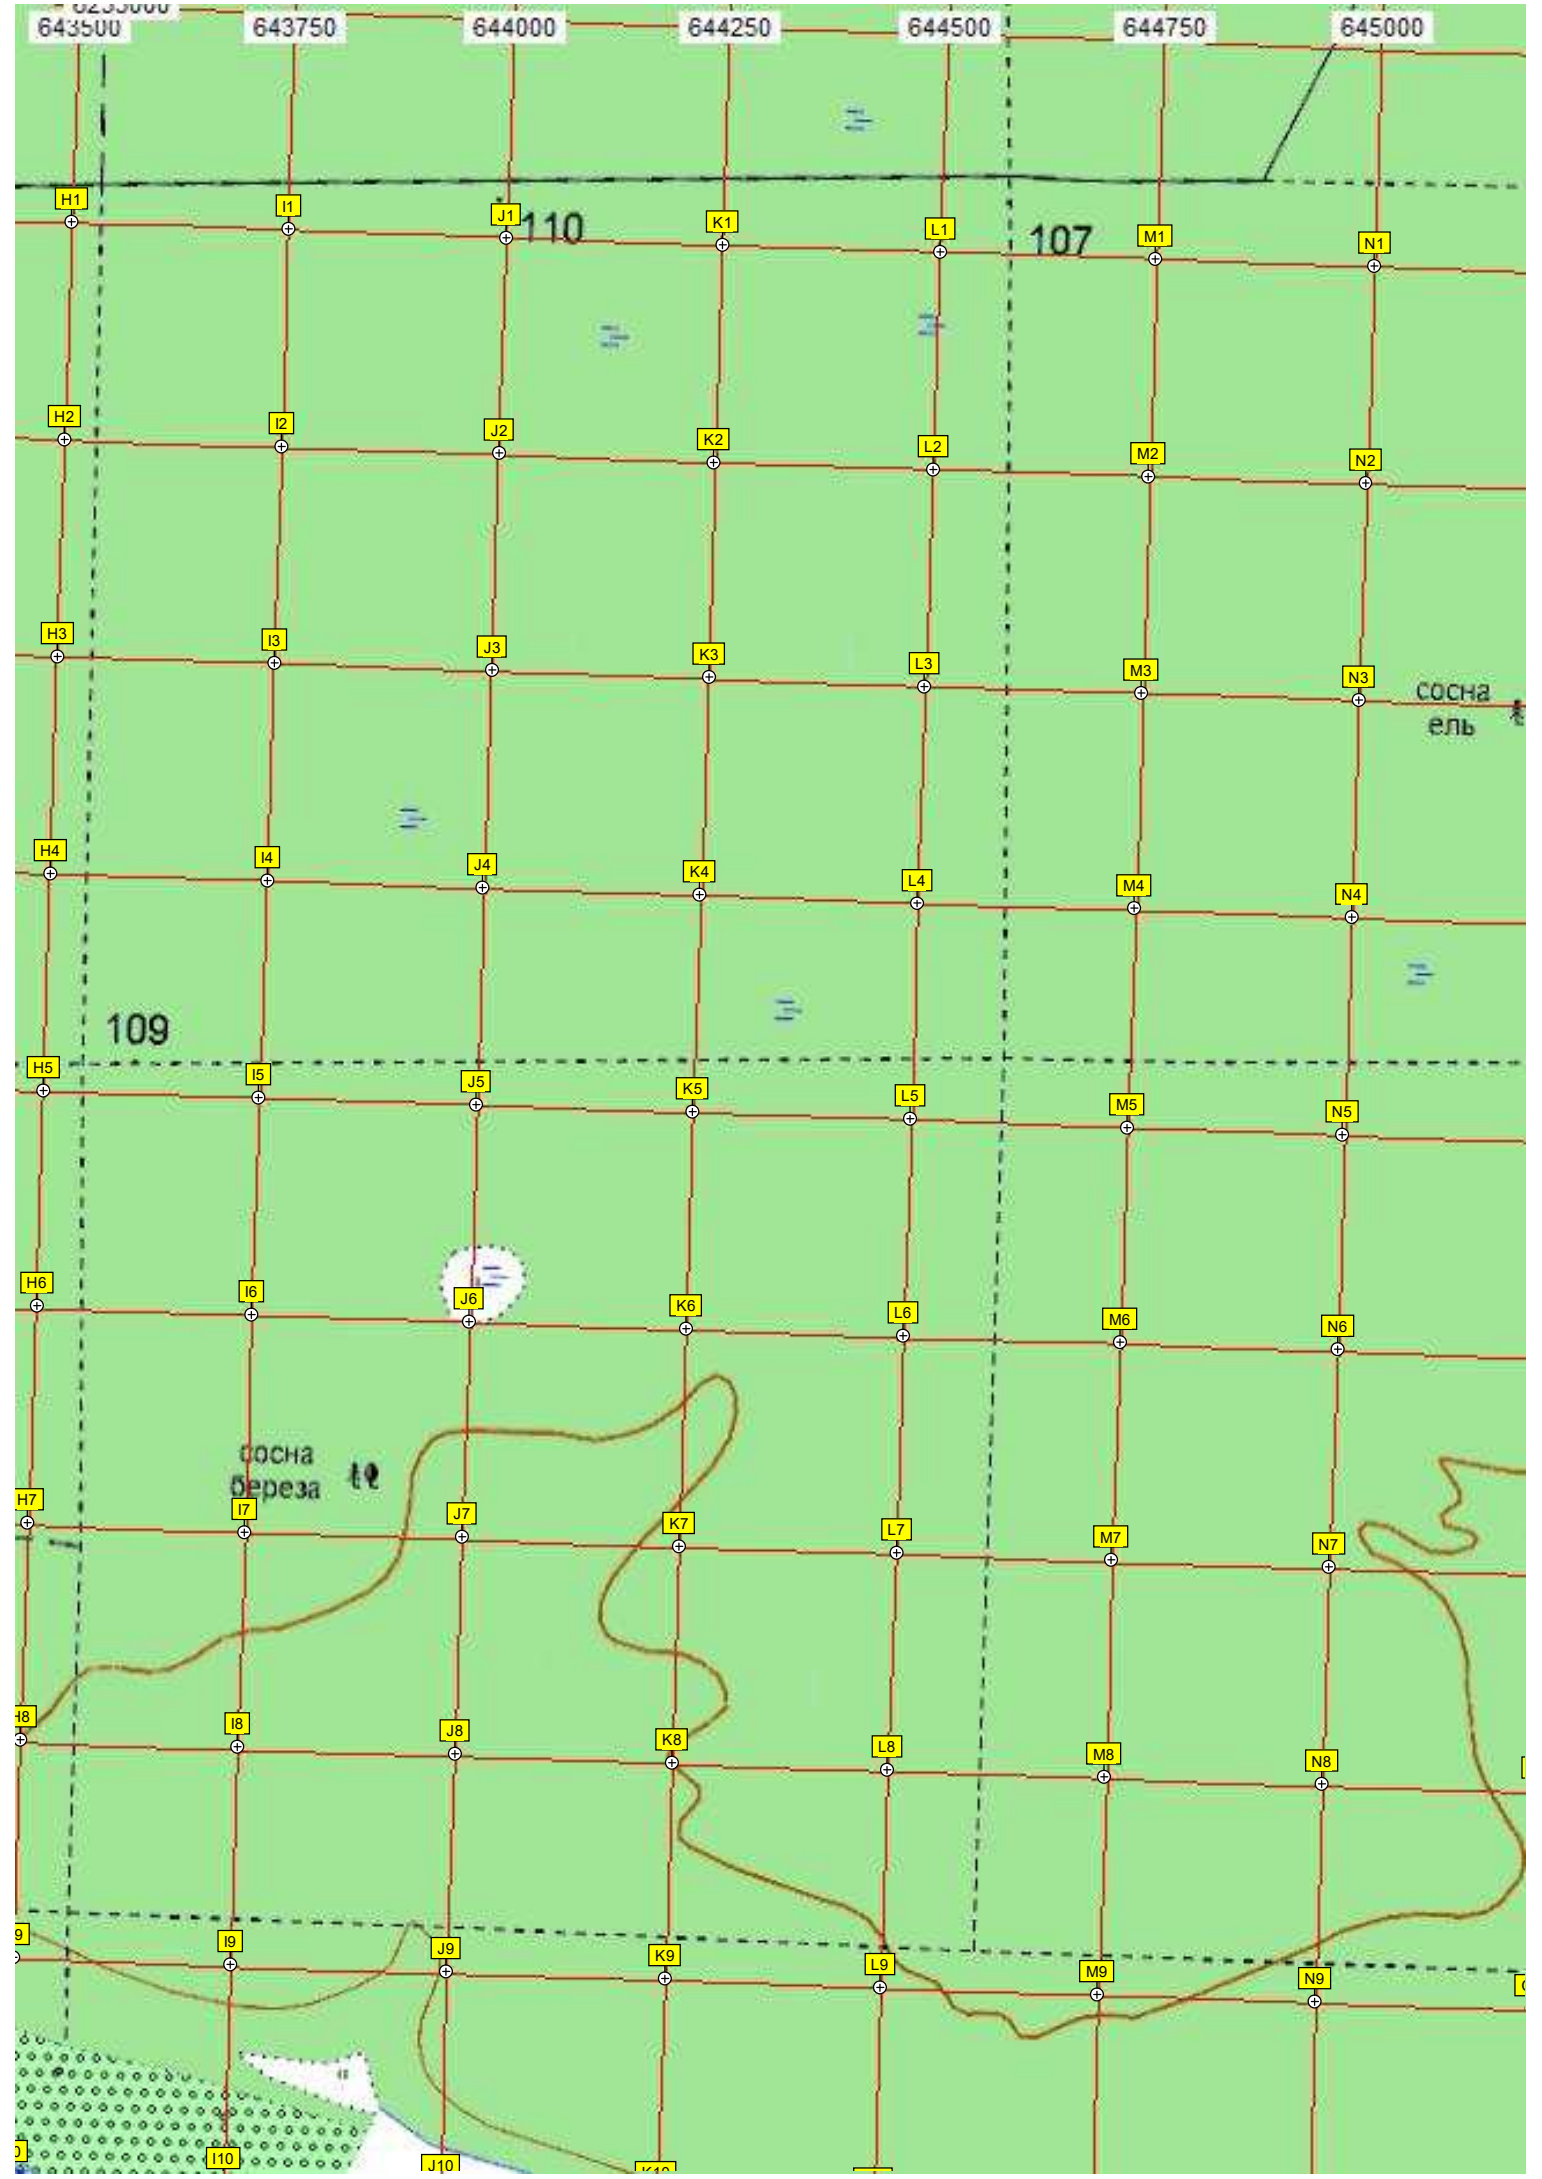 643500 643750 644000 644250 644500 644750 645000
H1 I1 J1 K1 L1 M1 N1
110 107
H2 I2 J2 K2 L2 M2 N2
H3 I3 J3 K3 L3 M3 N3
сосна
ель
H4 I4 J4 K4 L4 M4 N4
109
H5 I5 J5 K5 L5 M5 N5
H6 I6 J6 K6 L6 M6 N6
сосна
береза
H7 I7 J7 K7 L7 M7 N7
H8 I8 J8 K8 L8 M8 N8
9 I9 J9 K9 L9 M9 N9
I10 J10